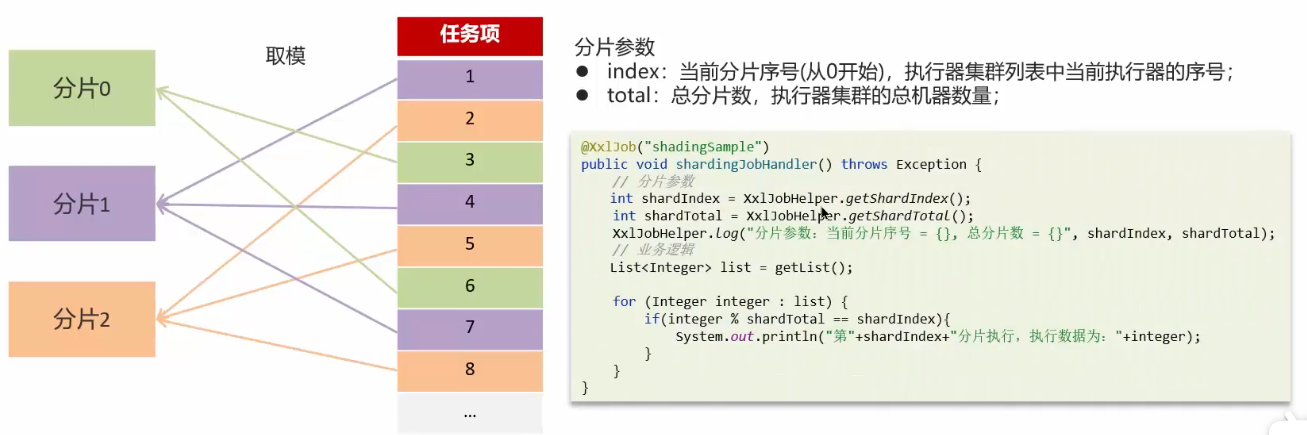 分片0
分片1
分片2
取模
任务项
1
2
3
4
5
6
7
8
...
分片参数
● index：当前分片序号(从0开始)，执行器集群列表中当前执行器的序号；
● total：总分片数，执行器集群的总机器数量；
@XxlJob("shadingSample")
public void shardingJobHandler() throws Exception {
// 分片参数
int shardIndex = XxlJobHelper.getShardIndex();
int shardTotal = XxlJobHelper.getShardTotal();
XxlJobHelper.log("分片参数：当前分片序号 = {}, 总分片数 = {}", shardIndex, shardTotal);
// 业务逻辑
List<Integer> list = getList();
for (Integer integer : list) {
if(integer % shardTotal == shardIndex){
System.out.println("第"+shardIndex+"分片执行，执行数据为："+integer);
}
}
}